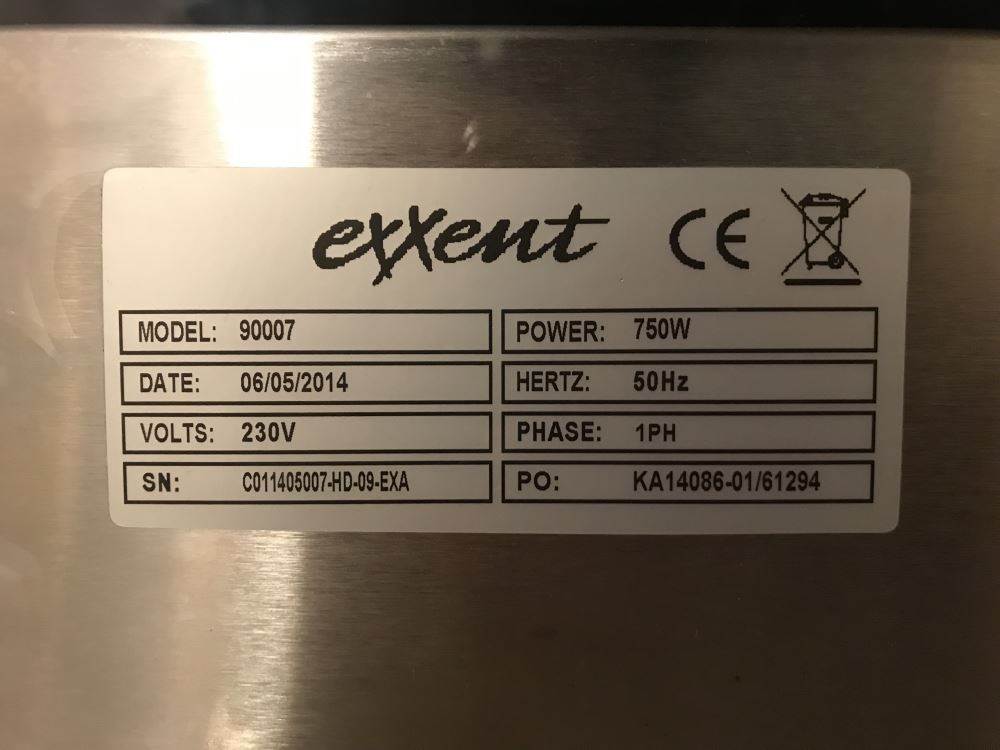 exxent CE
MODEL: 90007
POWER: 750W
DATE: 06/05/2014
HERTZ: 50Hz
VOLTS: 230V
PHASE: 1PH
SN: C011405007-HD-09-EXA
PO: KA14086-01/61294